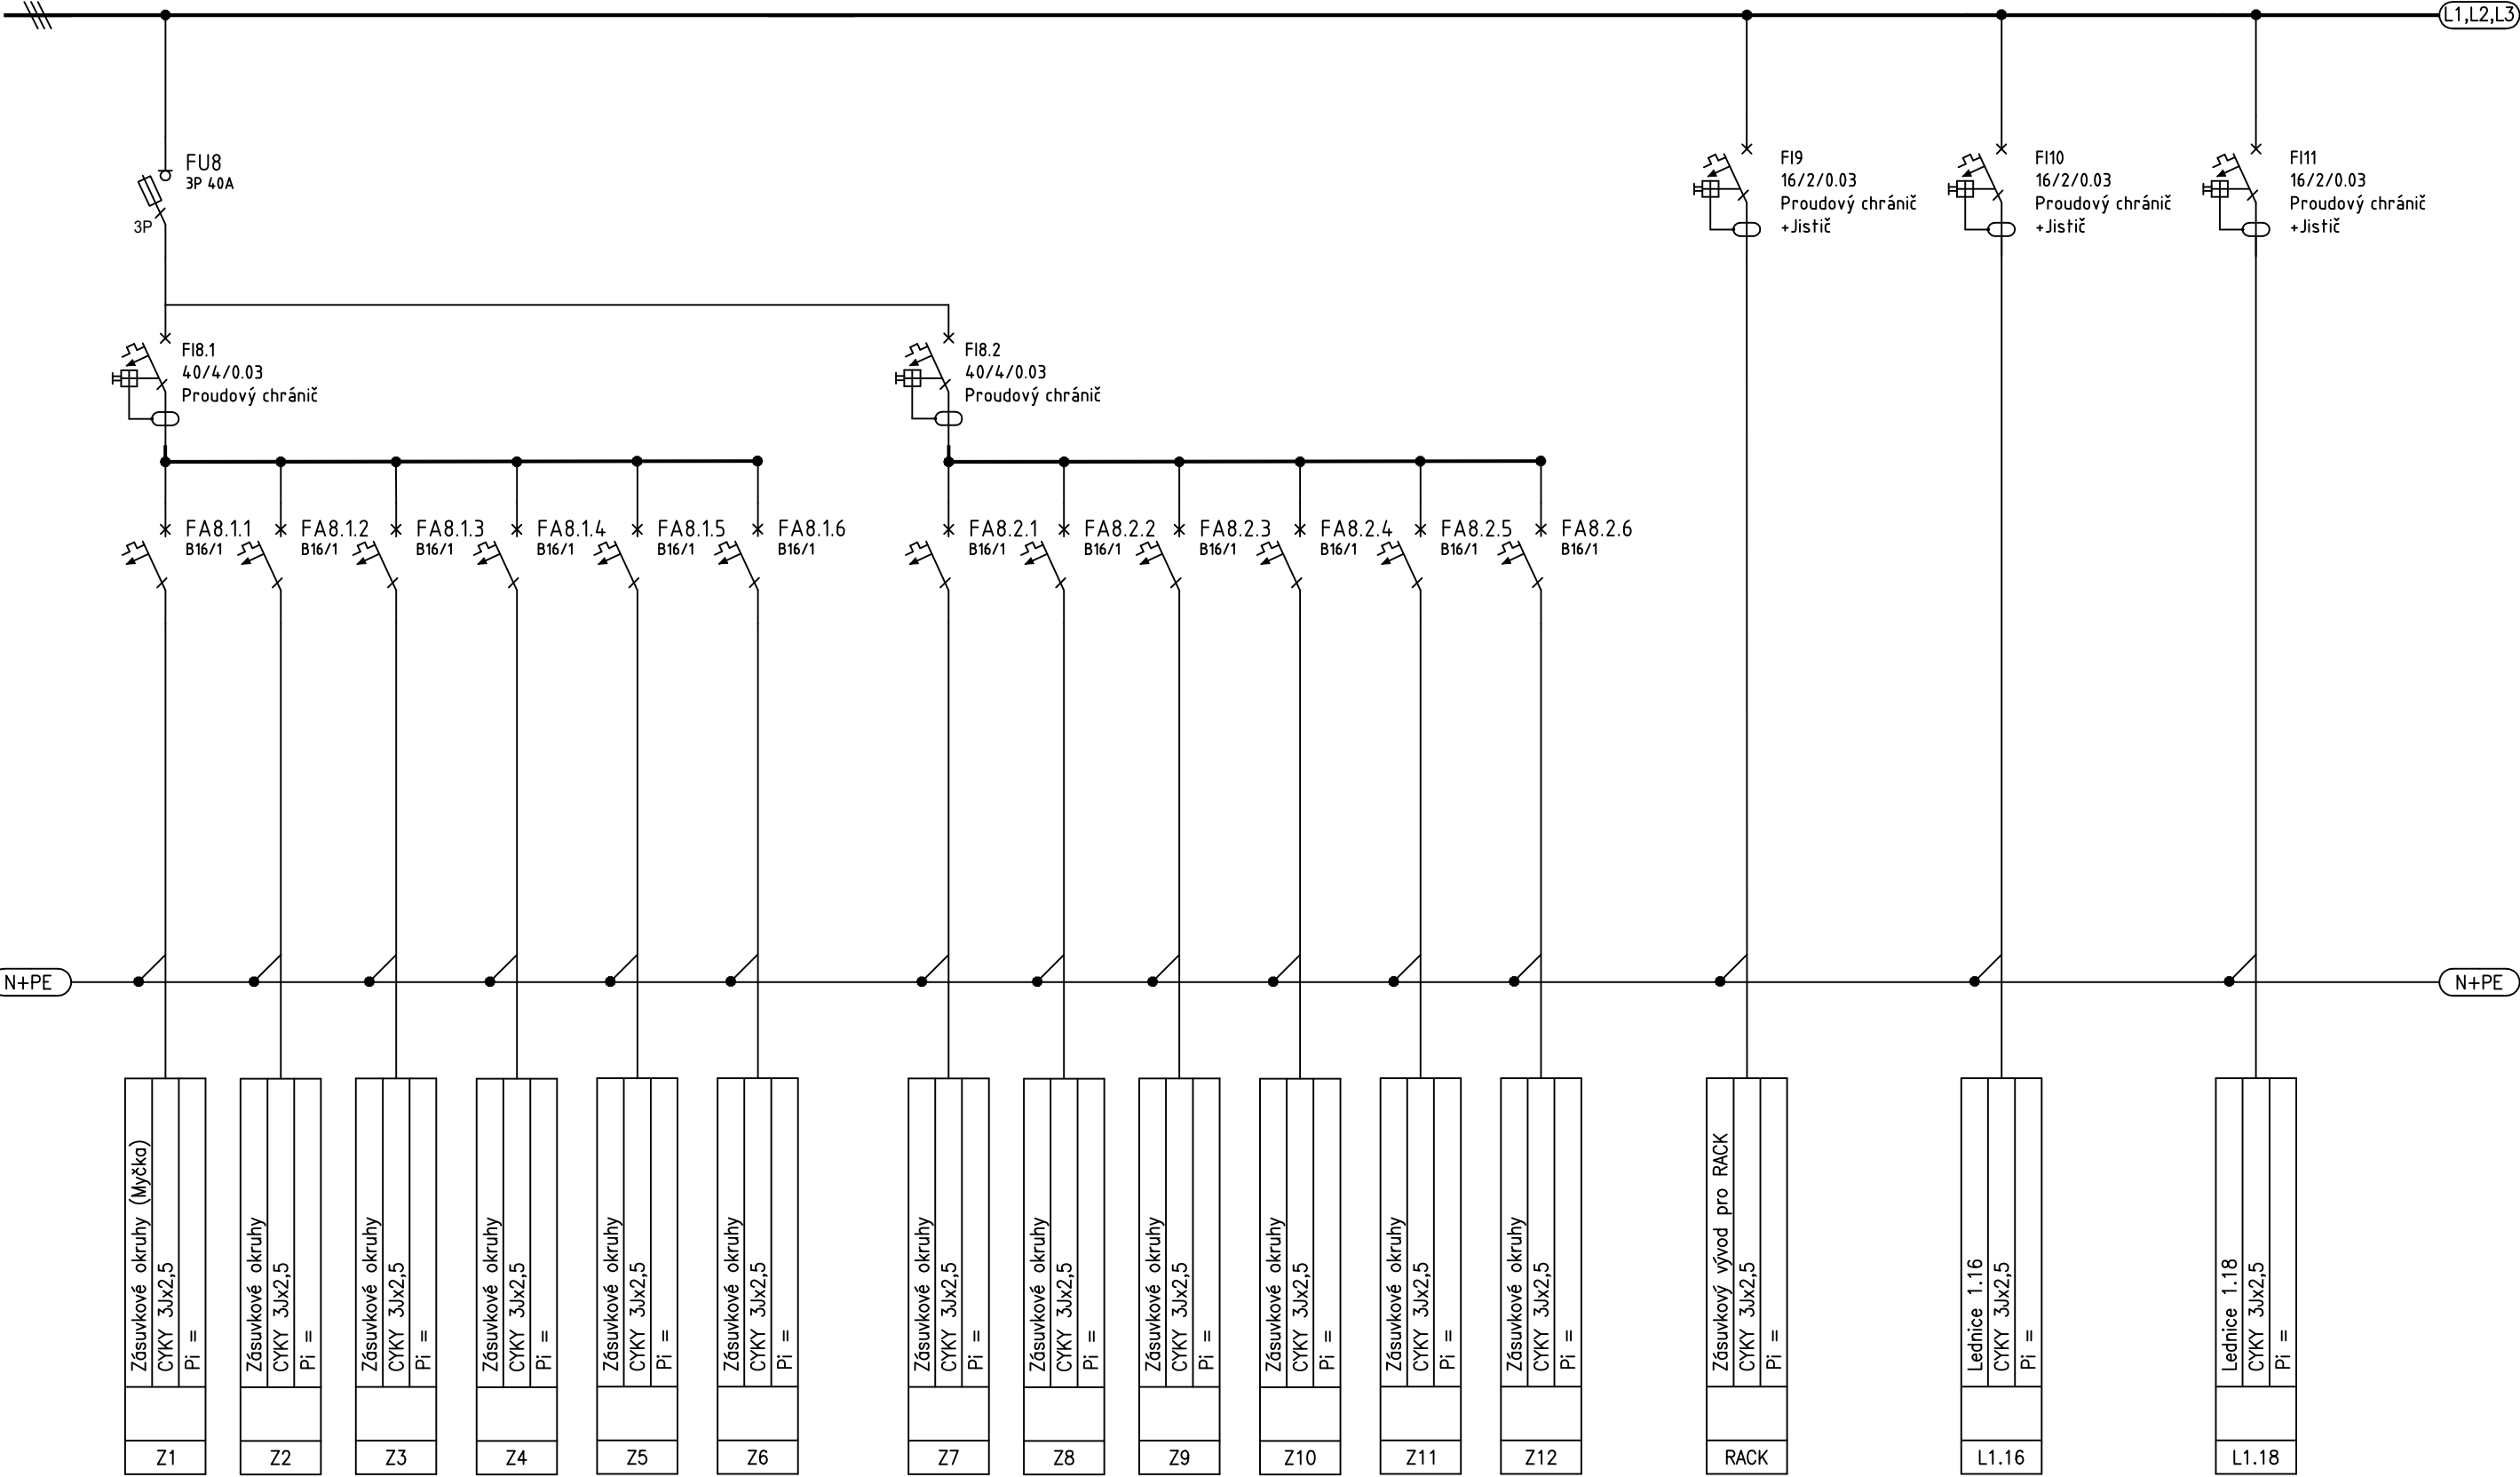 L1,L2,L3
FU8
3P 40A
3P
FI9
16/2/0.03
Proudový chránič
+Jistič
FI10
16/2/0.03
Proudový chránič
+Jistič
FI11
16/2/0.03
Proudový chránič
+Jistič
FI8.1
40/4/0.03
Proudový chránič
FI8.2
40/4/0.03
Proudový chránič
FA8.1.1
B16/1
FA8.1.2
B16/1
FA8.1.3
B16/1
FA8.1.4
B16/1
FA8.1.5
B16/1
FA8.1.6
B16/1
FA8.2.1
B16/1
FA8.2.2
B16/1
FA8.2.3
B16/1
FA8.2.4
B16/1
FA8.2.5
B16/1
FA8.2.6
B16/1
N+PE
N+PE
Zásuvkové okruhy (Myčka)
CYKY 3Jx2,5
Pi =
Z1
Zásuvkové okruhy
CYKY 3Jx2,5
Pi =
Z2
Zásuvkové okruhy
CYKY 3Jx2,5
Pi =
Z3
Zásuvkové okruhy
CYKY 3Jx2,5
Pi =
Z4
Zásuvkové okruhy
CYKY 3Jx2,5
Pi =
Z5
Zásuvkové okruhy
CYKY 3Jx2,5
Pi =
Z6
Zásuvkové okruhy
CYKY 3Jx2,5
Pi =
Z7
Zásuvkové okruhy
CYKY 3Jx2,5
Pi =
Z8
Zásuvkové okruhy
CYKY 3Jx2,5
Pi =
Z9
Zásuvkové okruhy
CYKY 3Jx2,5
Pi =
Z10
Zásuvkové okruhy
CYKY 3Jx2,5
Pi =
Z11
Zásuvkové okruhy
CYKY 3Jx2,5
Pi =
Z12
Zásuvkový vývod pro RACK
CYKY 3Jx2,5
Pi =
RACK
Lednice 1.16
CYKY 3Jx2,5
Pi =
L1.16
Lednice 1.18
CYKY 3Jx2,5
Pi =
L1.18